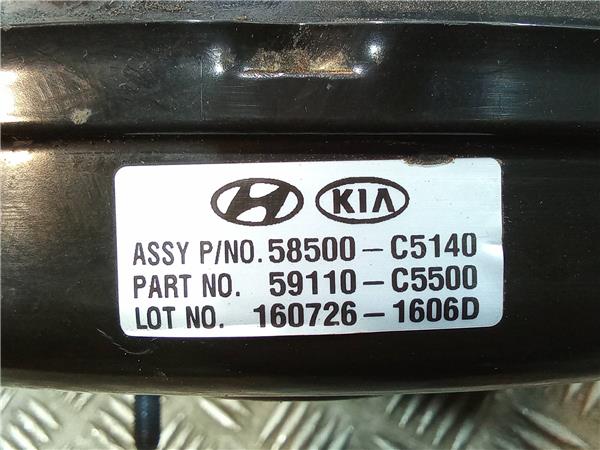 KIA
ASSY P/NO. 58500-C5140
PART NO. 59110-C5500
LOT NO. 160726-1606D